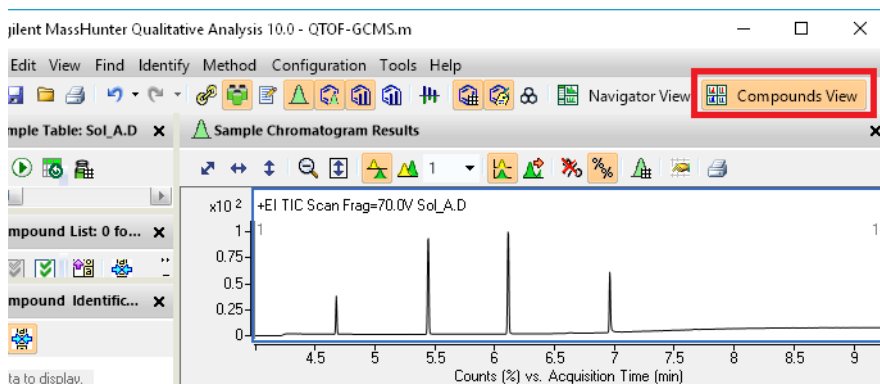 gilent MassHunter Qualitative Analysis 10.0 - QTOF-GCMS.m
Edit View Find Identify Method Configuration Tools Help
Navigator View Compounds View
mple Table: Sol_A.D
Sample Chromatogram Results
1
x10 2
+EI TIC Scan Frag=70.0V Sol_A.D
1
1
1
0.75
0.5
0.25
0
mpound List: 0 fo...
mpound Identific...
ta to display.
4.5 5 5.5 6 6.5 7 7.5 8 8.5 9
Counts (%) vs. Acquisition Time (min)